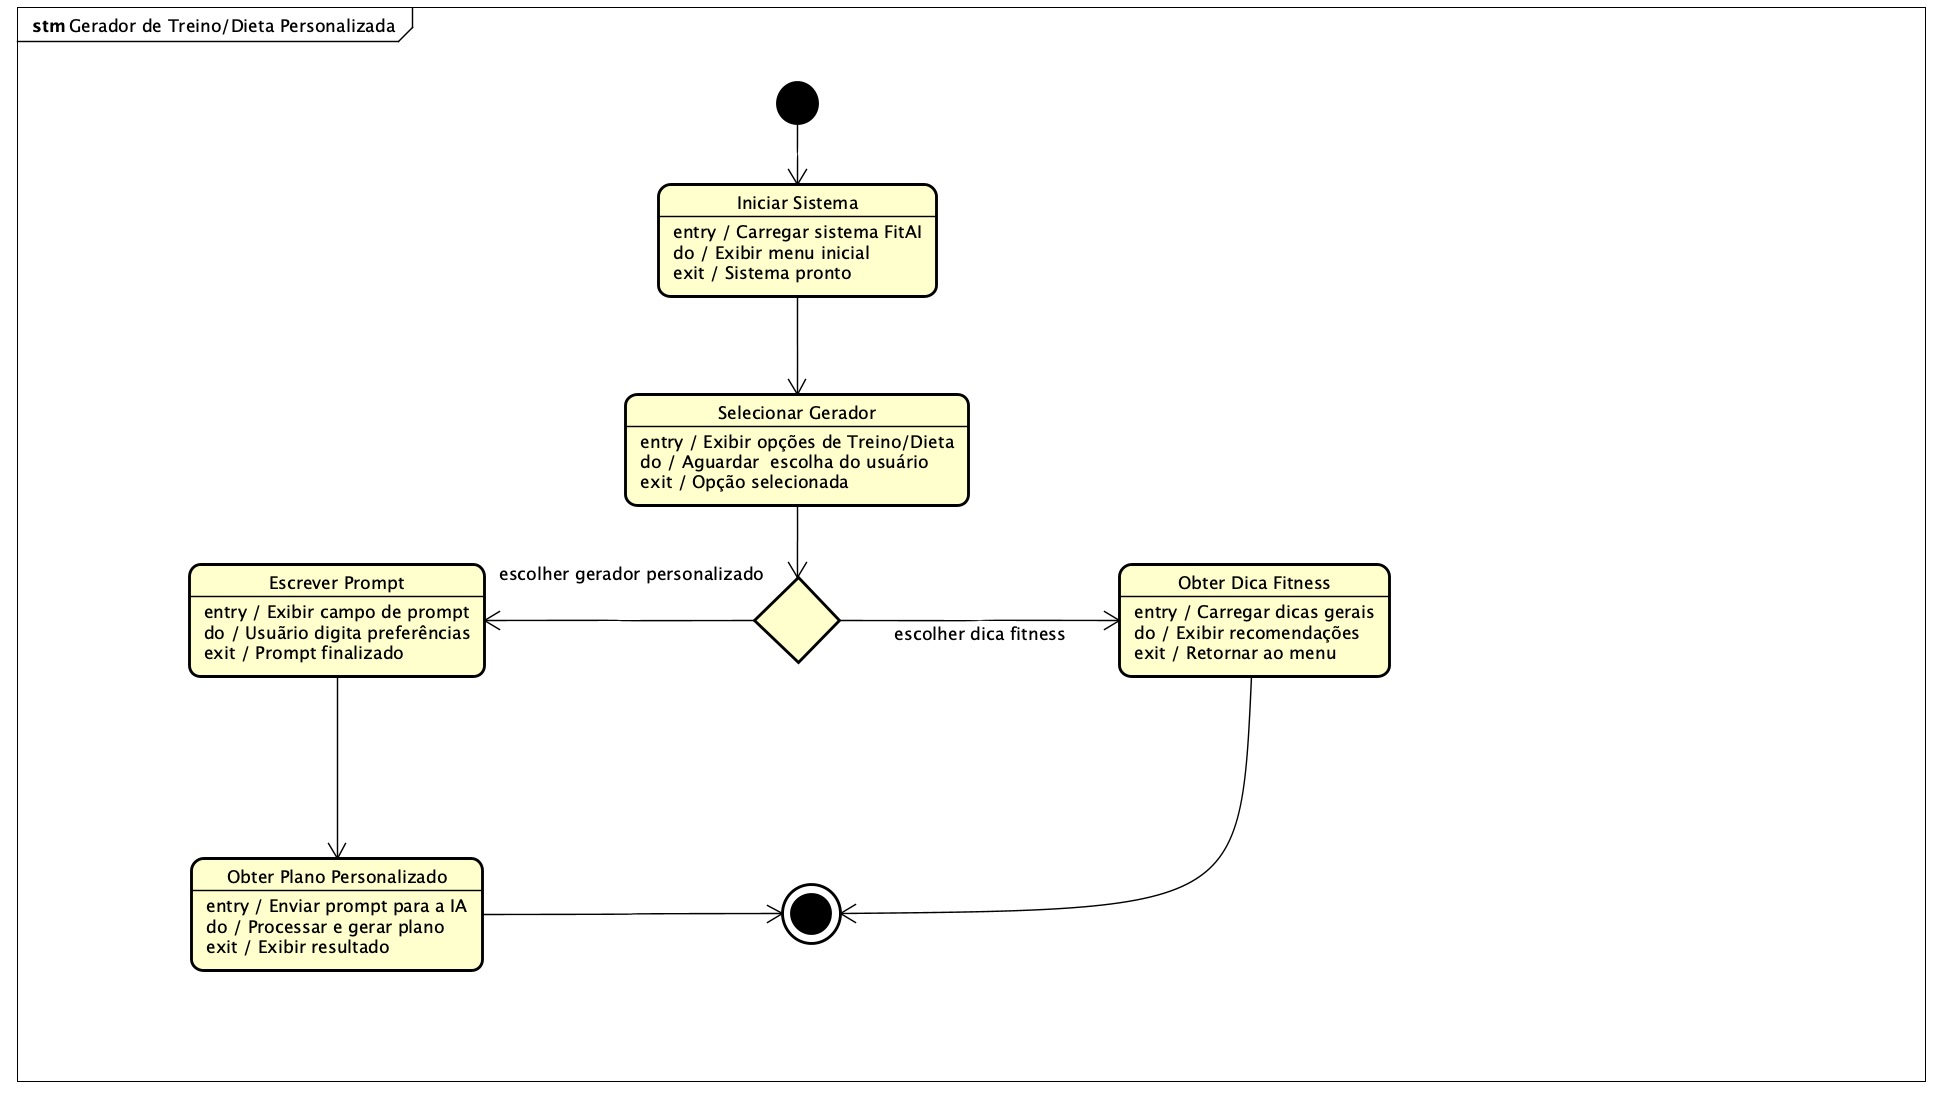 stm Gerador de Treino/Dieta Personalizada
Iniciar Sistema
entry / Carregar sistema FitAI
do / Exibir menu inicial
exit / Sistema pronto
Selecionar Gerador
entry / Exibir opções de Treino/Dieta
do / Aguardar  escolha do usuário
exit / Opção selecionada
escolher gerador personalizado
escolher dica fitness
Escrever Prompt
entry / Exibir campo de prompt
do / Usuãrio digita preferências
exit / Prompt finalizado
Obter Dica Fitness
entry / Carregar dicas gerais
do / Exibir recomendações
exit / Retornar ao menu
Obter Plano Personalizado
entry / Enviar prompt para a IA
do / Processar e gerar plano
exit / Exibir resultado